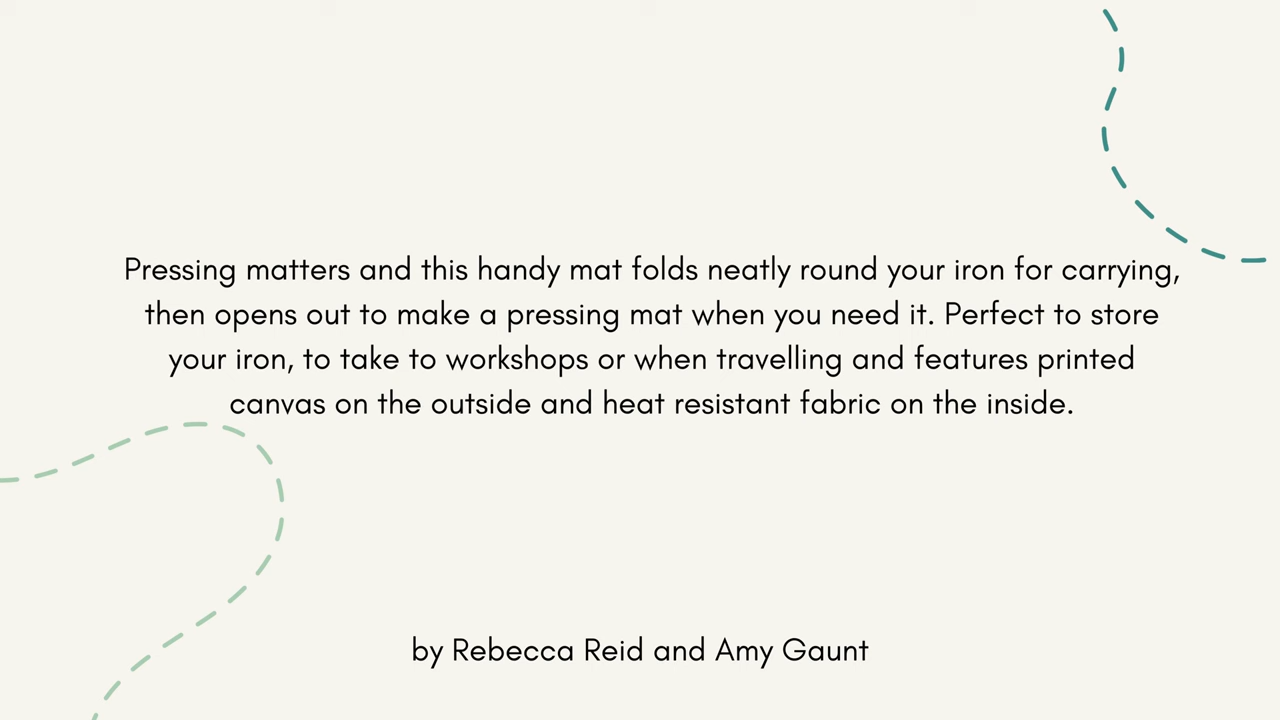 Pressing matters and this handy mat folds neatly round your iron for carrying,
then opens out to make a pressing mat when you need it. Perfect to store
your iron, to take to workshops or when travelling and features printed
canvas on the outside and heat resistant fabric on the inside.
by Rebecca Reid and Amy Gaunt